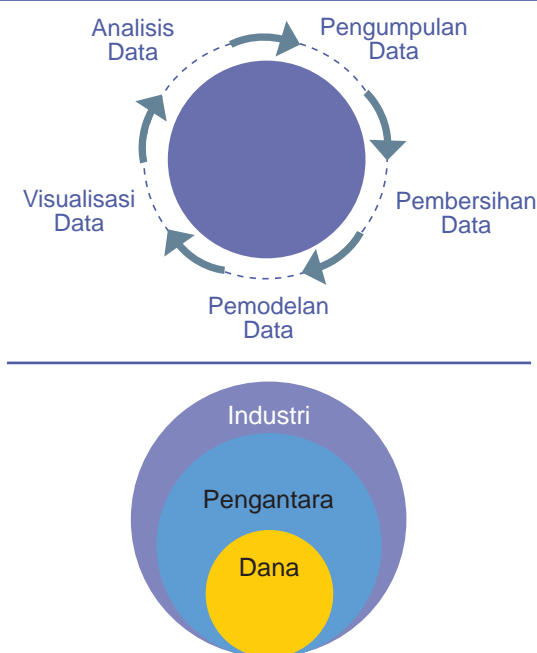 Analisis
Data
Pengumpulan
Data
Pembersihan
Data
Pemodelan
Data
Visualisasi
Data
Industri
Pengantara
Dana